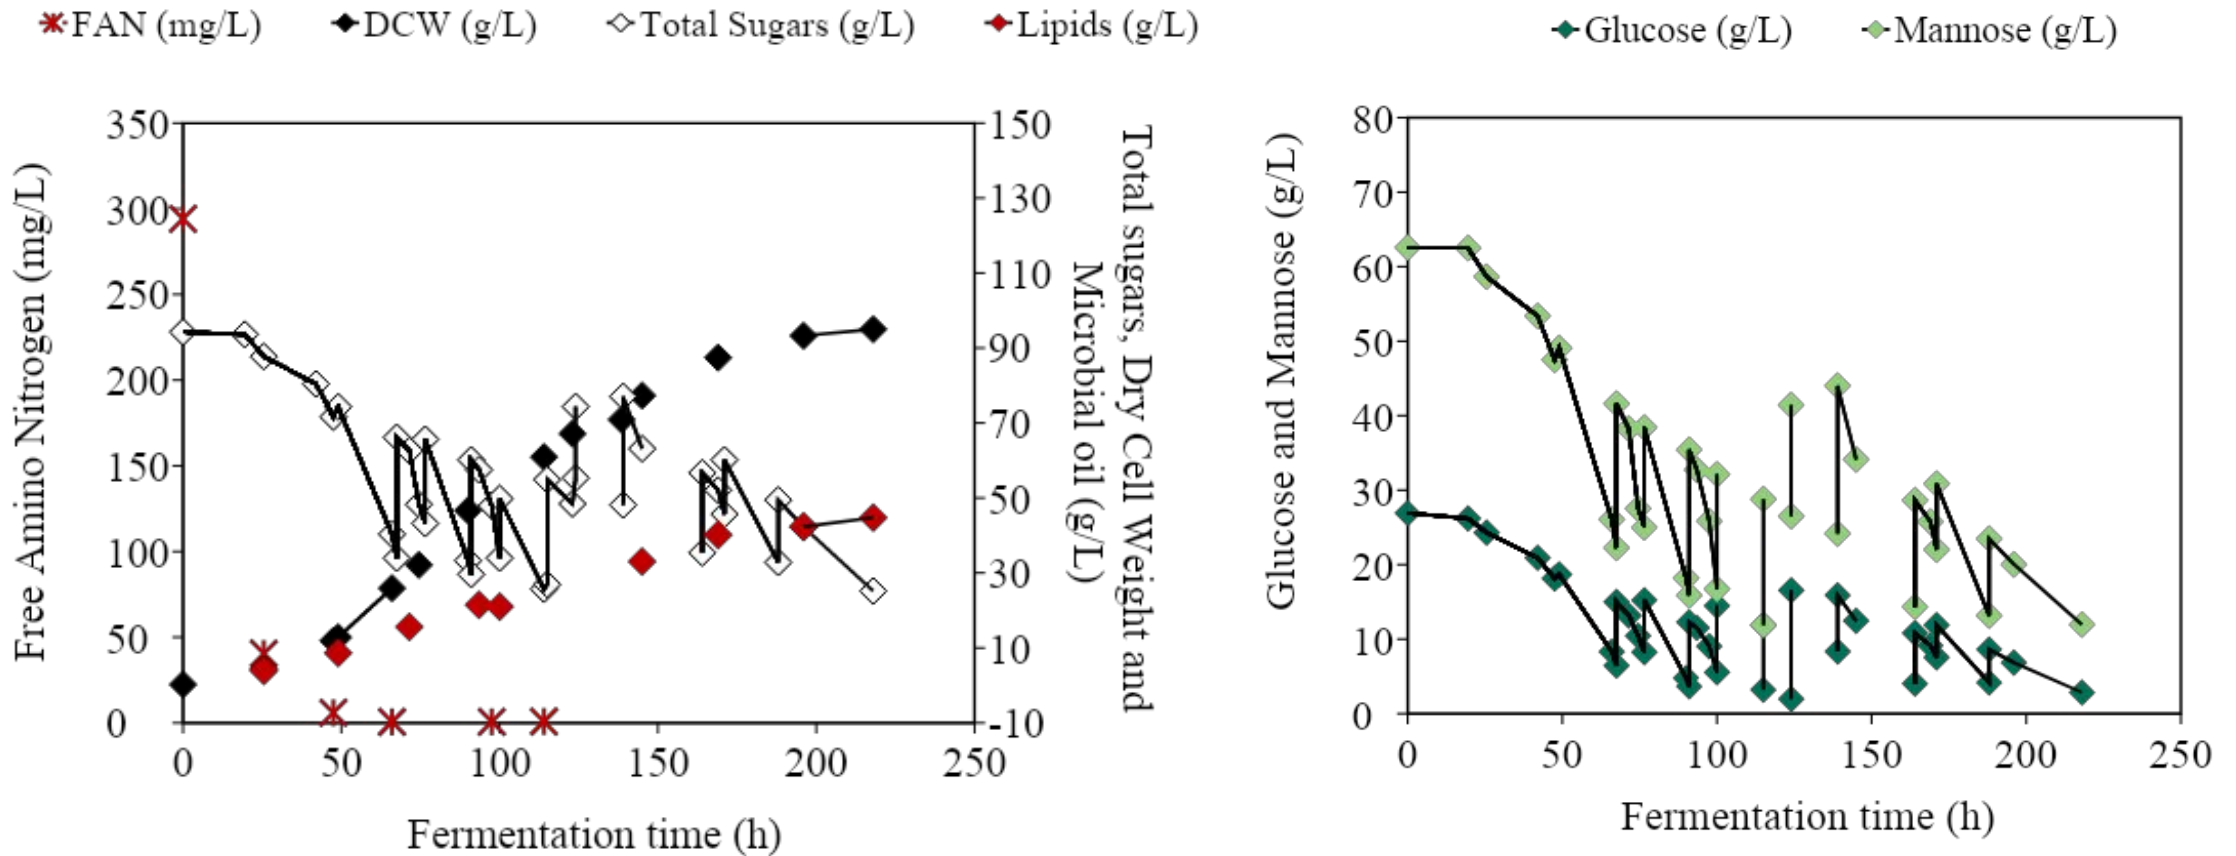 FAN (mg/L) DCW (g/L) Total Sugars (g/L) Lipids (g/L)
350
300
250
200
150
100
50
0
Free Amino Nitrogen (mg/L)
150
130
110
90
70
50
30
10
-10
Total sugars, Dry Cell Weight and
Microbial oil (g/L)
0 50 100 150 200 250
Fermentation time (h)
Glucose (g/L) Mannose (g/L)
80
70
60
50
40
30
20
10
0
Glucose and Mannose (g/L)
0 50 100 150 200 250
Fermentation time (h)